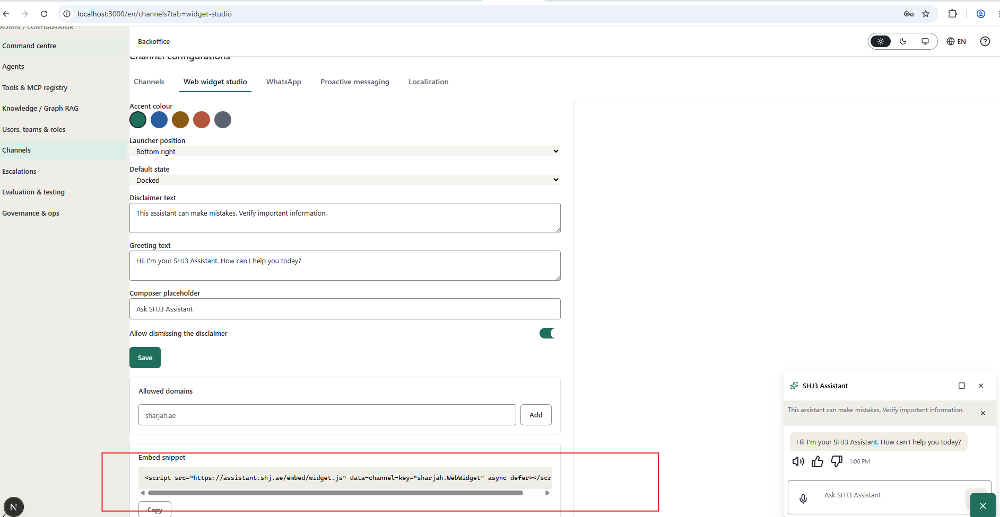 localhost:3000/en/channels?tab=widget-studio
ADMIN / CONFIGURATOR
Command centre
Agents
Tools & MCP registry
Knowledge / Graph RAG
Users, teams & roles
Channels
Escalations
Evaluation & testing
Governance & ops
N
Backoffice
EN
Channel configurations
Channels
Web widget studio
WhatsApp
Proactive messaging
Localization
Accent colour
Launcher position
Bottom right
Default state
Docked
Disclaimer text
This assistant can make mistakes. Verify important information.
Greeting text
Hi! I'm your SHJ3 Assistant. How can I help you today?
Composer placeholder
Ask SHJ3 Assistant
Allow dismissing the disclaimer
Save
Allowed domains
sharjah.ae
Add
Embed snippet
<script src="https://assistant.shj.ae/embed/widget.js" data-channel-key="sharjah.WebWidget" async defer></scr
Copy
SHJ3 Assistant
This assistant can make mistakes. Verify important information.
Hi! I'm your SHJ3 Assistant. How can I help you today?
1:00 PM
Ask SHJ3 Assistant